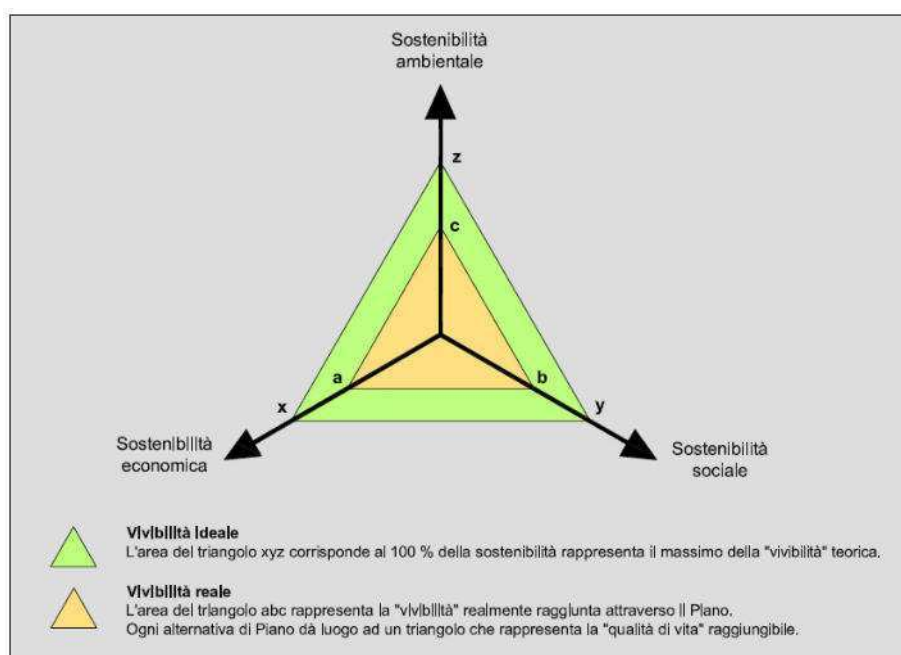 Sostenibilità
ambientale
z
c
a
b
x
y
Sostenibilità
economica
Sostenibilità
sociale
Vivibilità ideale
L'area del triangolo xyz corrisponde al 100 % della sostenibilità rappresenta il massimo della "vivibilità" teorica.
Vivibilità reale
L'area del triangolo abc rappresenta la "vivibilità" realmente raggiunta attraverso il Piano.
Ogni alternativa di Piano dà luogo ad un triangolo che rappresenta la "qualità di vita" raggiungibile.